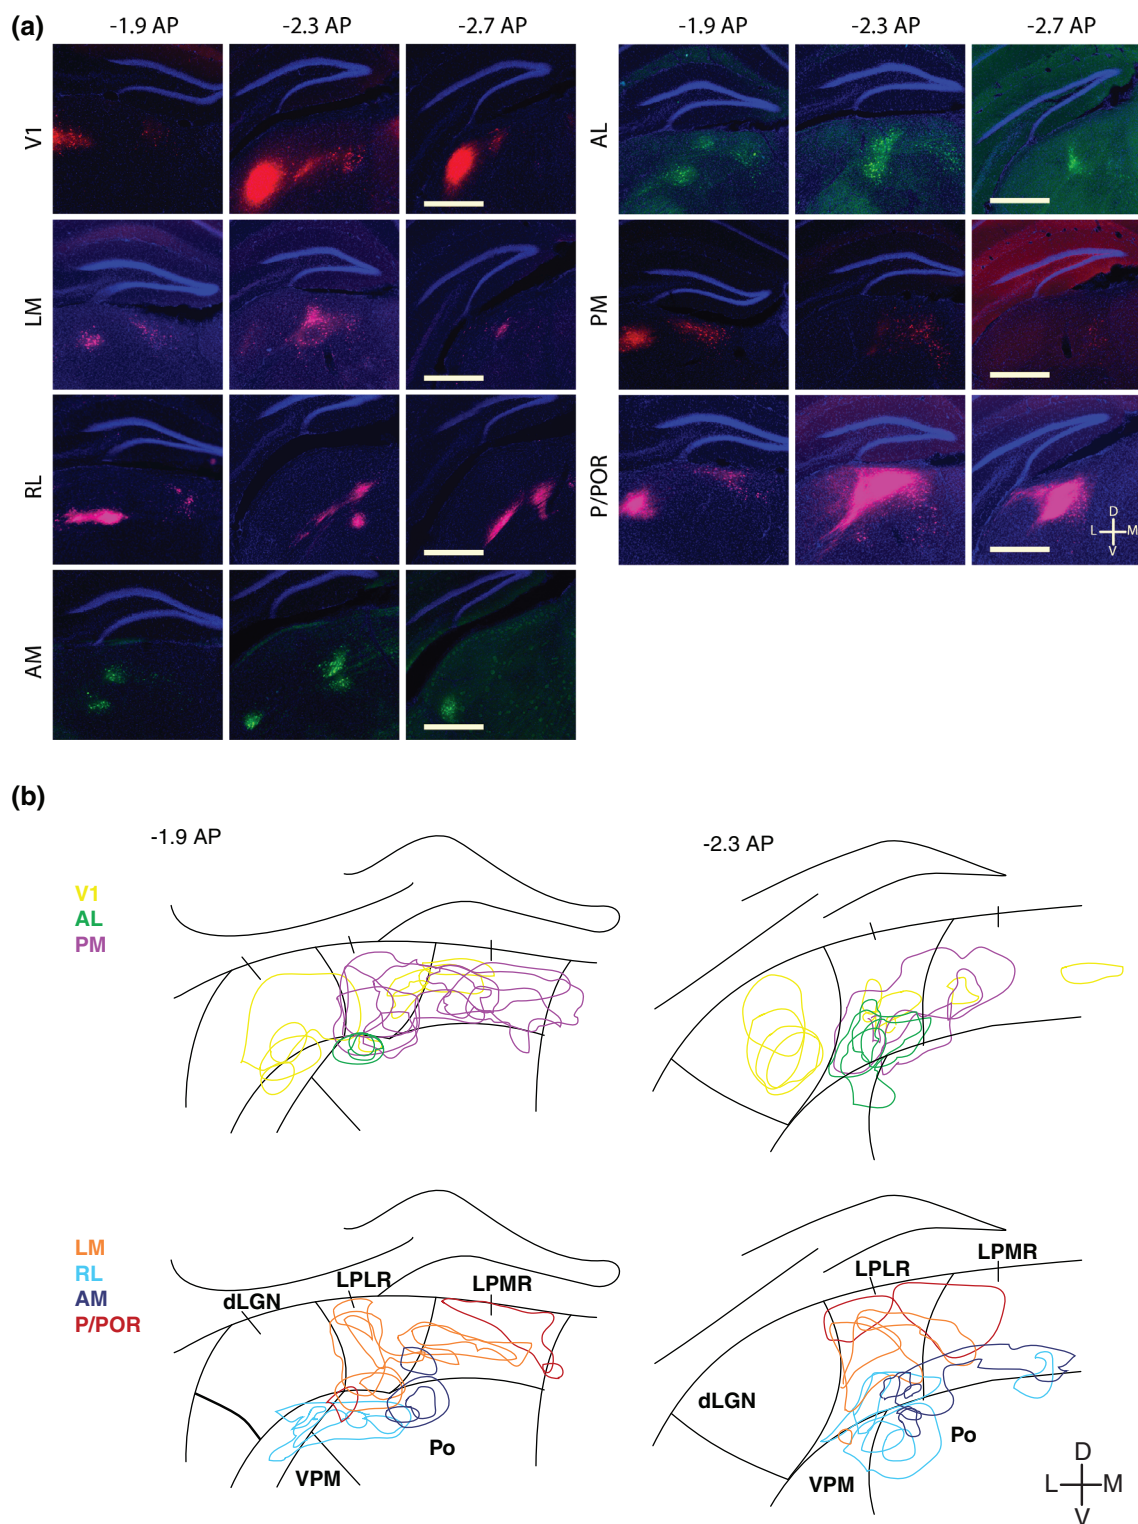 (a)
-1.9 AP -2.3 AP -2.7 AP
-1.9 AP -2.3 AP -2.7 AP
V1
AL
LM
PM
RL
P/POR
D
L M
V
AM
(b)
-1.9 AP
-2.3 AP
V1
AL
PM
LM
RL
AM
P/POR
dLGN
LPLR
LPMR
VPM
Po
LPLR
LPMR
dLGN
VPM
Po
D
L M
V